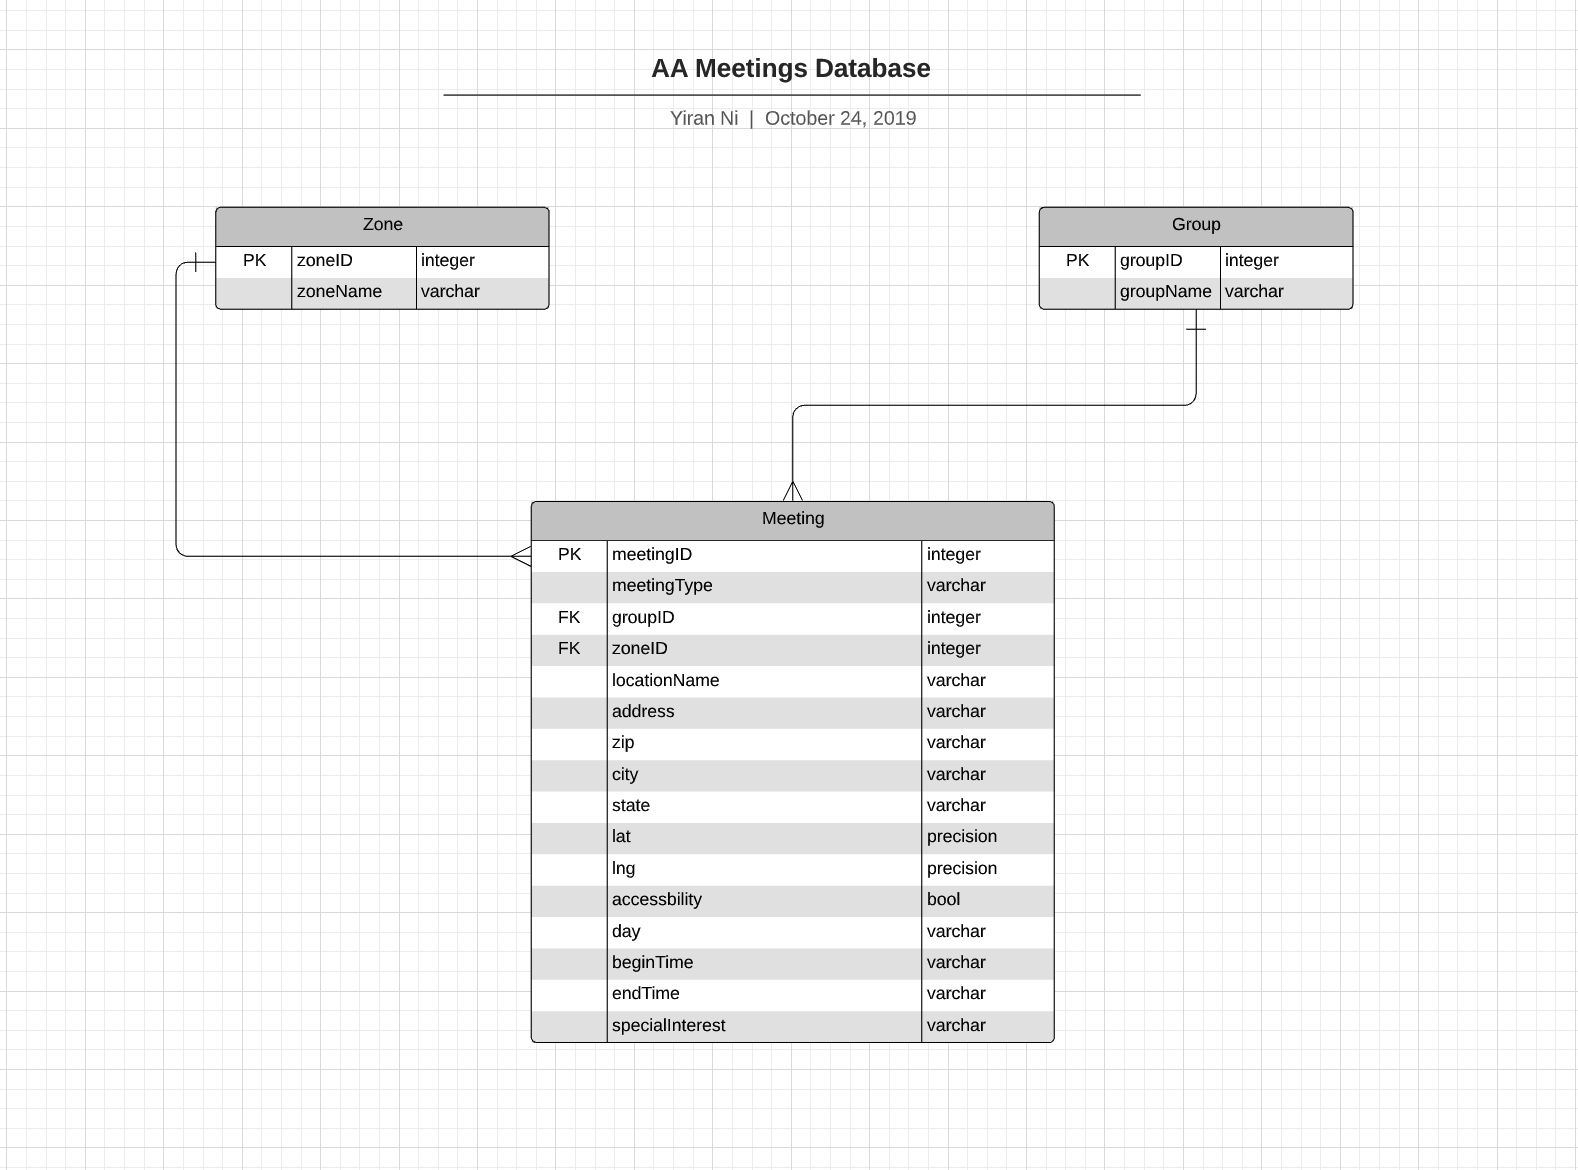 AA Meetings Database
Yiran Ni | October 24, 2019
Zone
PK zoneID integer
zoneName varchar
Group
PK groupID integer
groupName varchar
Meeting
PK meetingID integer
meetingType varchar
FK groupID integer
FK zoneID integer
locationName varchar
address varchar
zip varchar
city varchar
state varchar
lat precision
lng precision
accessbility bool
day varchar
beginTime varchar
endTime varchar
specialInterest varchar